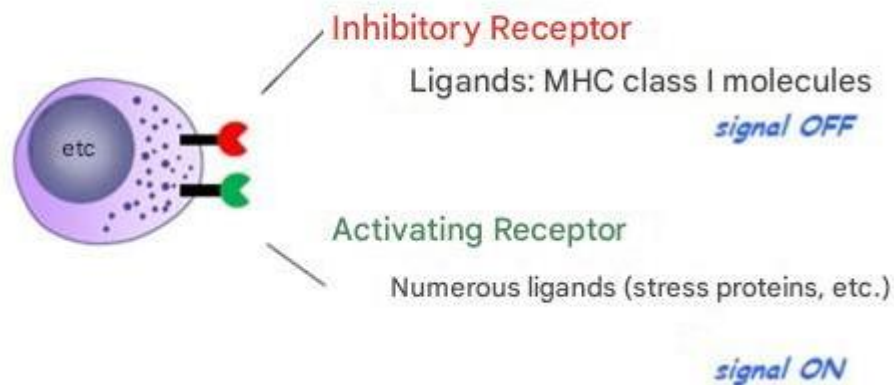 Inhibitory Receptor
Ligands: MHC class I molecules
signal OFF
etc
Activating Receptor
Numerous ligands (stress proteins, etc.)
signal ON